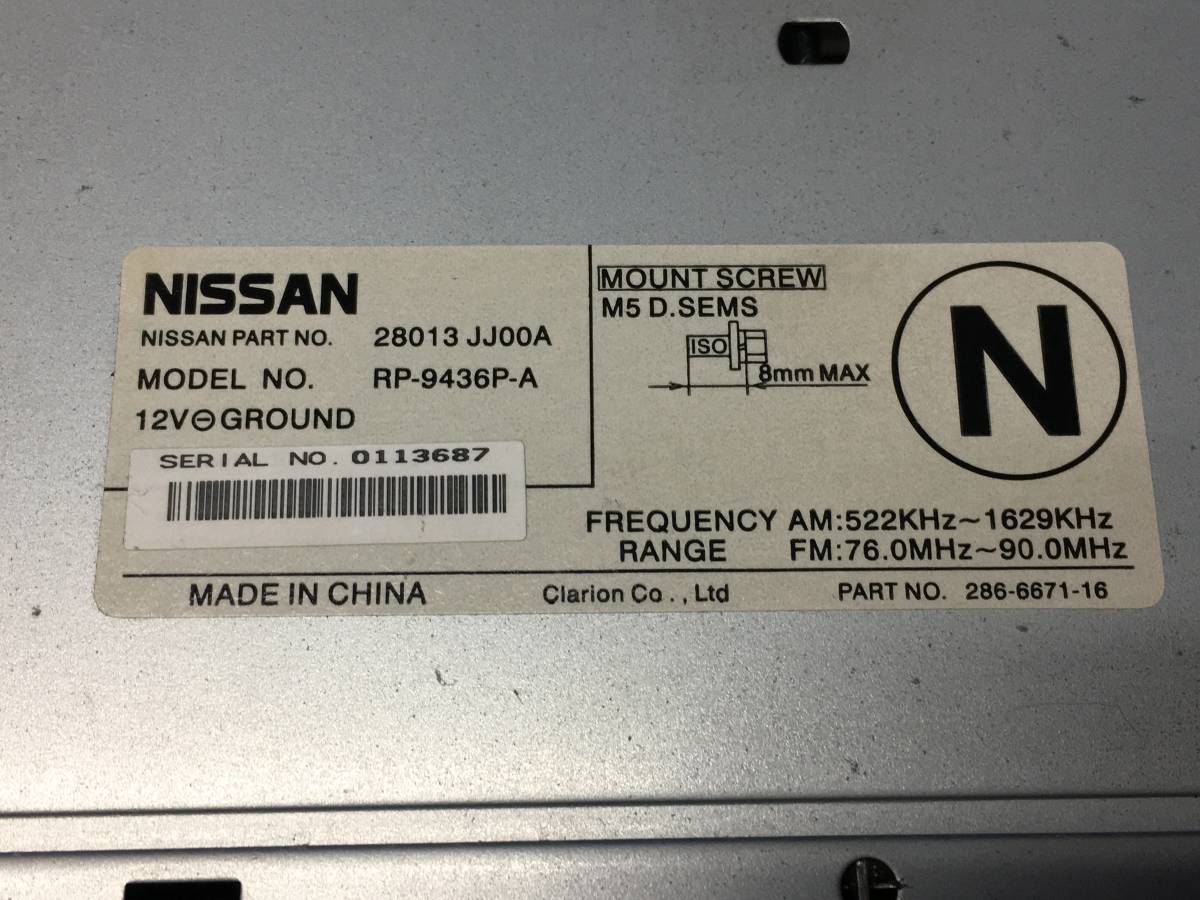 NISSAN
NISSAN PART NO. 28013 JJ00A
MODEL NO. RP-9436P-A
12V⊖GROUND
SERIAL NO. 0113687
MOUNT SCREW
M5 D.SEMS
ISO
8mm MAX
N
FREQUENCY AM:522KHz~1629KHz
RANGE FM:76.0MHz~90.0MHz
MADE IN CHINA Clarion Co.,Ltd PART NO. 286-6671-16